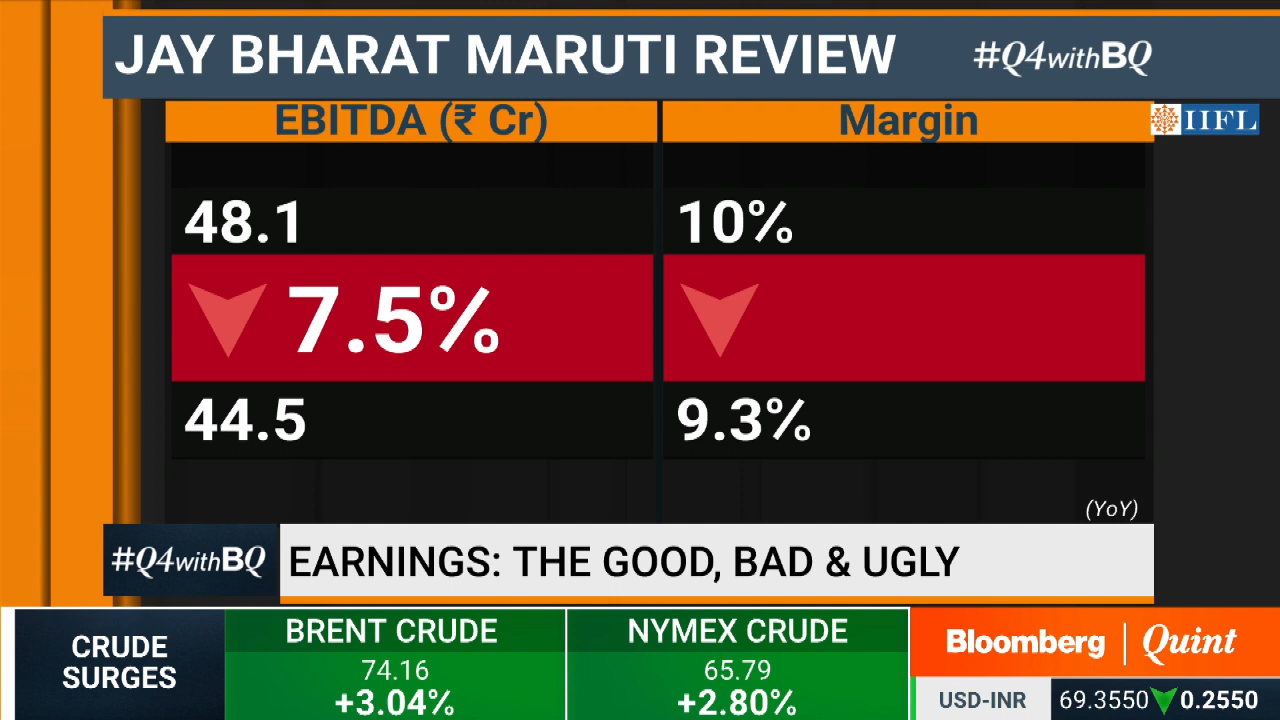 JAY BHARAT MARUTI REVIEW
#Q4withBQ
EBITDA (₹ Cr)
Margin
IIFL
48.1
10%
7.5%
44.5
9.3%
(YoY)
#Q4withBQ
EARNINGS: THE GOOD, BAD & UGLY
CRUDE
SURGES
BRENT CRUDE
74.16
+3.04%
NYMEX CRUDE
65.79
+2.80%
Bloomberg | Quint
USD-INR
69.3550 0.2550